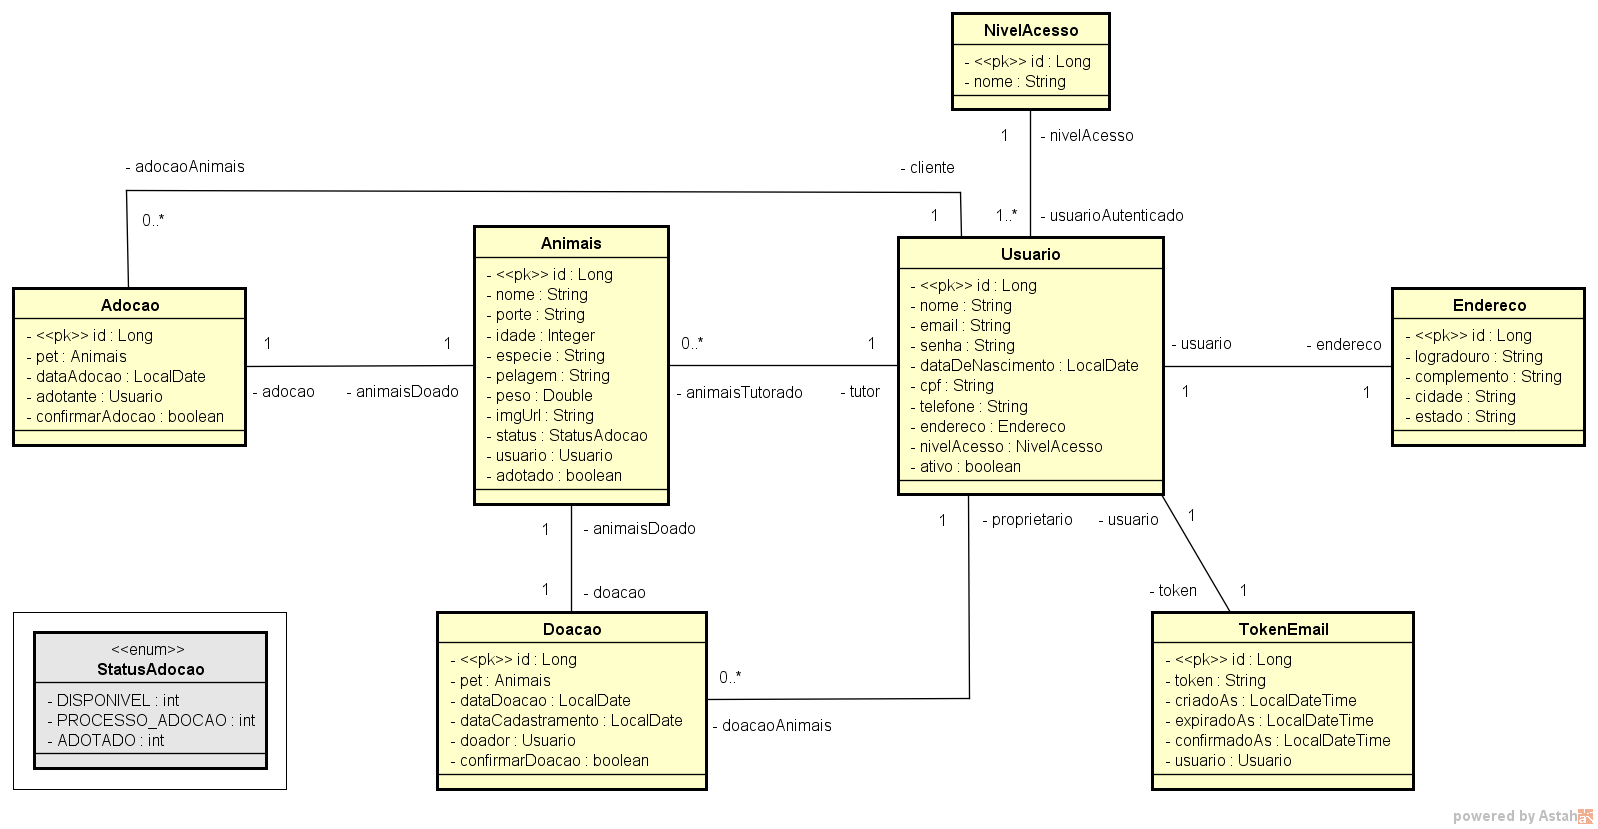 NivelAcesso
- <<pk>> id : Long
- nome : String
1
- nivelAcesso
- adocaoAnimais
- cliente
0..*
1
1..*
- usuarioAutenticado
Adocao
- <<pk>> id : Long
- pet : Animais
- dataAdocao : LocalDate
- adotante : Usuario
- confirmarAdocao : boolean
1
1
- adocao
- animaisDoado
Animais
- <<pk>> id : Long
- nome : String
- porte : String
- idade : Integer
- especie : String
- pelagem : String
- peso : Double
- imgUrl : String
- status : StatusAdocao
- usuario : Usuario
- adotado : boolean
0..*
1
- animaisTutorado
- tutor
Usuario
- <<pk>> id : Long
- nome : String
- email : String
- senha : String
- dataDeNascimento : LocalDate
- cpf : String
- telefone : String
- endereco : Endereco
- nivelAcesso : NivelAcesso
- ativo : boolean
- usuario
- endereco
1
1
Endereco
- <<pk>> id : Long
- logradouro : String
- complemento : String
- cidade : String
- estado : String
1
- animaisDoado
1
- doacao
1
- proprietario
- usuario
1
- token
1
<<enum>>
StatusAdocao
- DISPONIVEL : int
- PROCESSO_ADOCAO : int
- ADOTADO : int
Doacao
- <<pk>> id : Long
- pet : Animais
- dataDoacao : LocalDate
- dataCadastramento : LocalDate
- doador : Usuario
- confirmarDoacao : boolean
0..*
- doacaoAnimais
TokenEmail
- <<pk>> id : Long
- token : String
- criadoAs : LocalDateTime
- expiradoAs : LocalDateTime
- confirmadoAs : LocalDateTime
- usuario : Usuario
powered by Astah